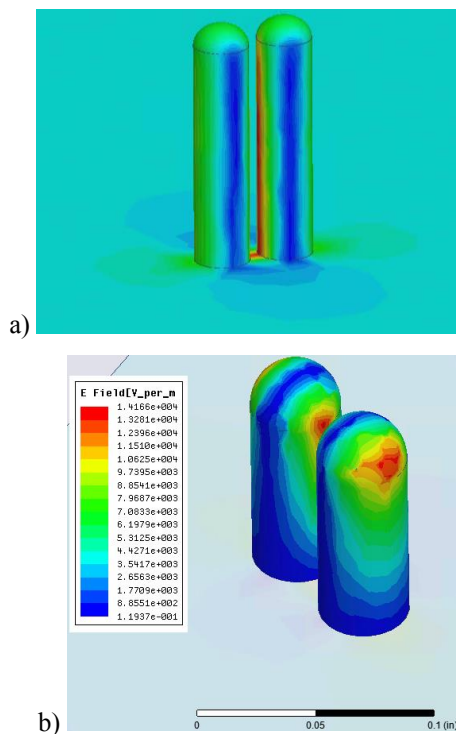 a)
E Field[V_per_m
1.4166e+004
1.3281e+004
1.2396e+004
1.1510e+004
1.0625e+004
9.7395e+003
8.8541e+003
7.9687e+003
7.0833e+003
6.1979e+003
5.3125e+003
4.4271e+003
3.5417e+003
2.6563e+003
1.7709e+003
8.8551e+002
1.1937e-001
0 0.05 0.1 (in)
b)